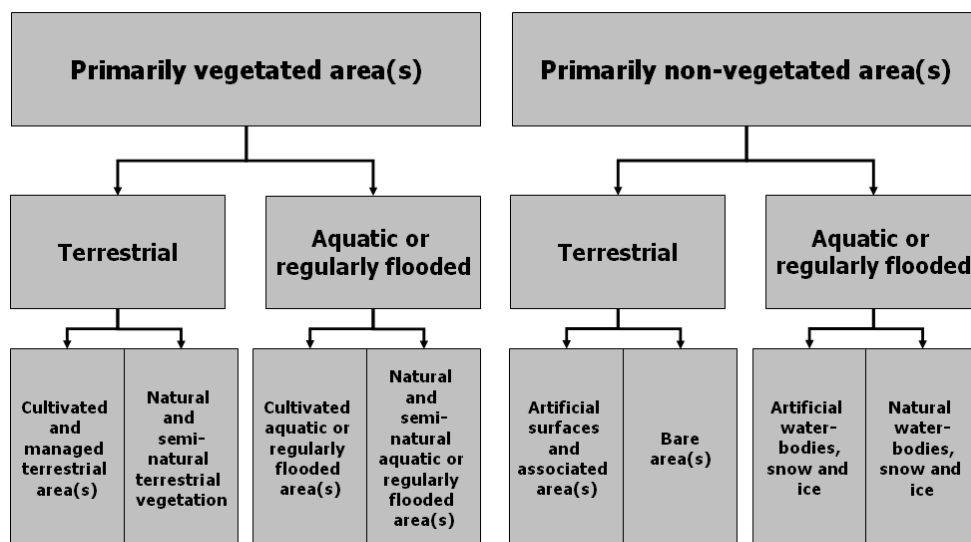 Primarily vegetated area(s)
Primarily non-vegetated area(s)
Terrestrial
Aquatic or
regularly flooded
Terrestrial
Aquatic or
regularly flooded
Cultivated
and
managed
terrestrial
area(s)
Natural
and
semi-
natural
terrestrial
vegetation
Cultivated
aquatic or
regularly
flooded
area(s)
Natural
and
semi-
natural
aquatic or
regularly
flooded
area(s)
Artificial
surfaces
and
associated
area(s)
Bare
area(s)
Artificial
water-
bodies,
snow and
ice
Natural
water-
bodies,
snow and
ice